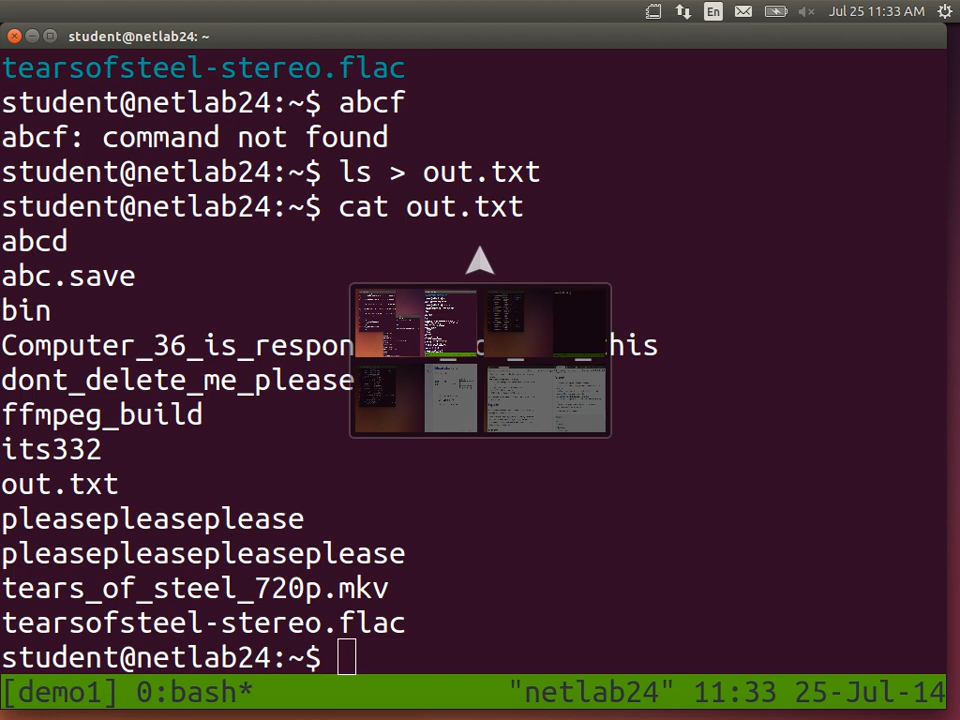 En Jul 25 11:33 AM
student@netlab24: ~
tearsofsteel-stereo.flac
student@netlab24:~$ abcf
abcf: command not found
student@netlab24:~$ ls > out.txt
student@netlab24:~$ cat out.txt
abcd
abc.save
bin
Computer_36_is_respon his
dont_delete_me_please
ffmpeg_build
its332
out.txt
pleasepleaseplease
pleasepleasepleaseplease
tears_of_steel_720p.mkv
tearsofsteel-stereo.flac
student@netlab24:~$
[demo1] 0:bash* "netlab24" 11:33 25-Jul-14